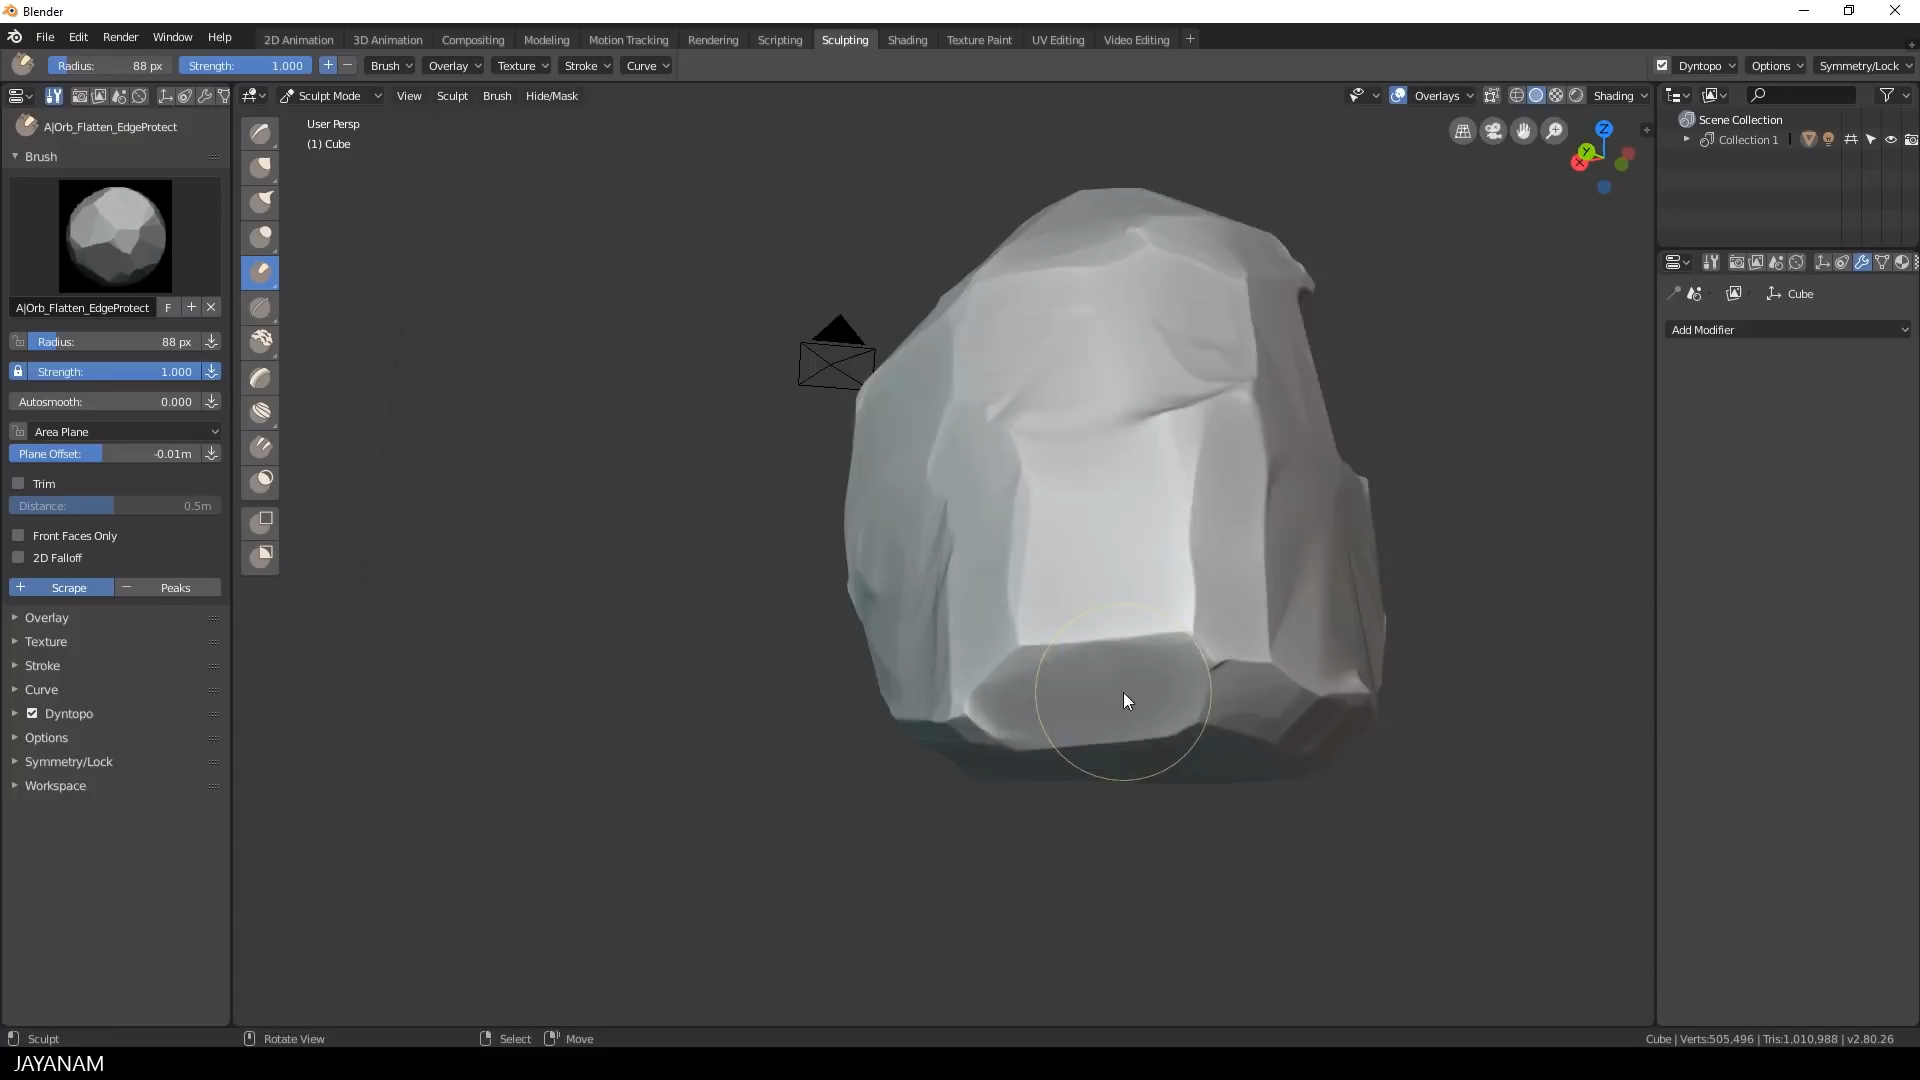 Blender
File Edit Render Window Help
2D Animation 3D Animation Compositing Modeling Motion Tracking Rendering Scripting Sculpting Shading Texture Paint UV Editing Video Editing +
Radius: 88 px Strength: 1.000 + − Brush Overlay Texture Stroke Curve Dyntopo Options Symmetry/Lock
Sculpt Mode View Sculpt Brush Hide/Mask Overlays Shading
A|Orb_Flatten_EdgeProtect
Brush
A|Orb_Flatten_EdgeProtect F
Radius: 88 px
Strength: 1.000
Autosmooth: 0.000
Area Plane
Plane Offset: -0.01m
Trim
Distance: 0.5m
Front Faces Only
2D Falloff
+ Scrape − Peaks
Overlay
Texture
Stroke
Curve
Dyntopo
Options
Symmetry/Lock
Workspace
User Persp
(1) Cube
Z
Y
X
Scene Collection
Collection 1
Cube
Add Modifier
Sculpt Rotate View Select Move
Cube | Verts:505,496 | Tris:1,010,988 | v2.80.26
JAYANAM